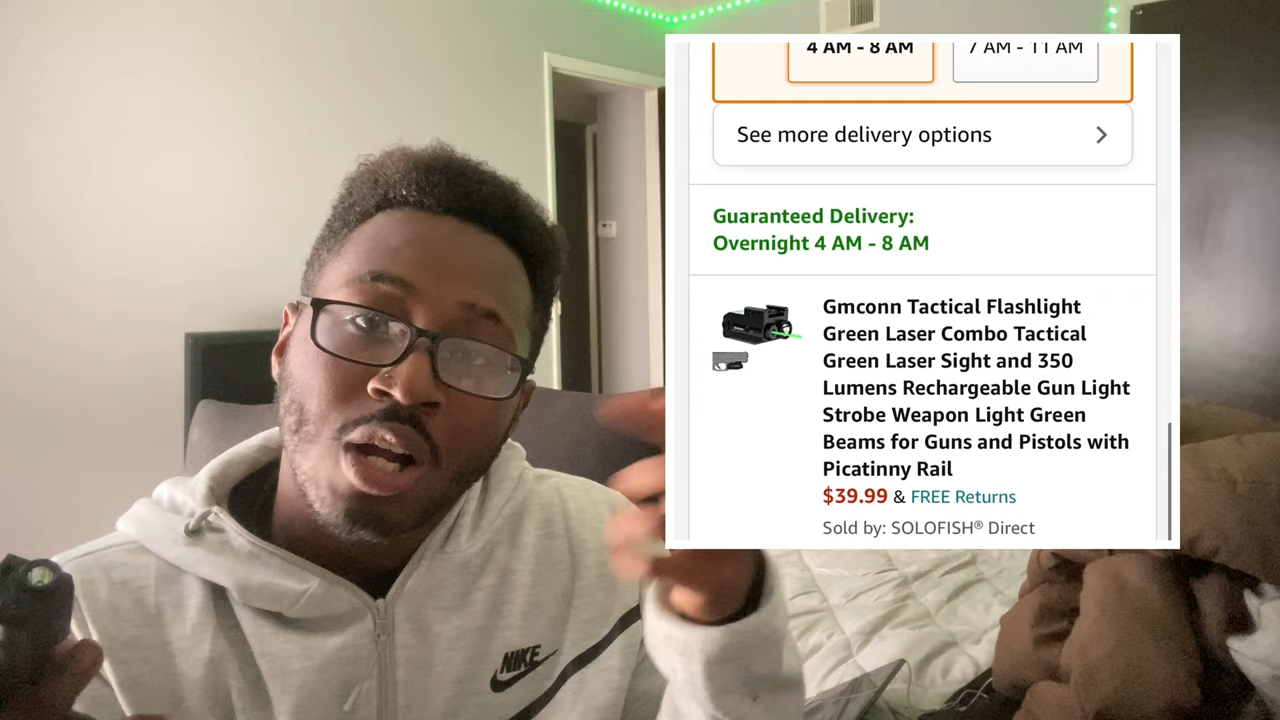 4 AM - 8 AM
7 AM - 11 AM
See more delivery options
Guaranteed Delivery:
Overnight 4 AM - 8 AM
Gmconn Tactical Flashlight
Green Laser Combo Tactical
Green Laser Sight and 350
Lumens Rechargeable Gun Light
Strobe Weapon Light Green
Beams for Guns and Pistols with
Picatinny Rail
$39.99 & FREE Returns
Sold by: SOLOFISH® Direct
NIKE